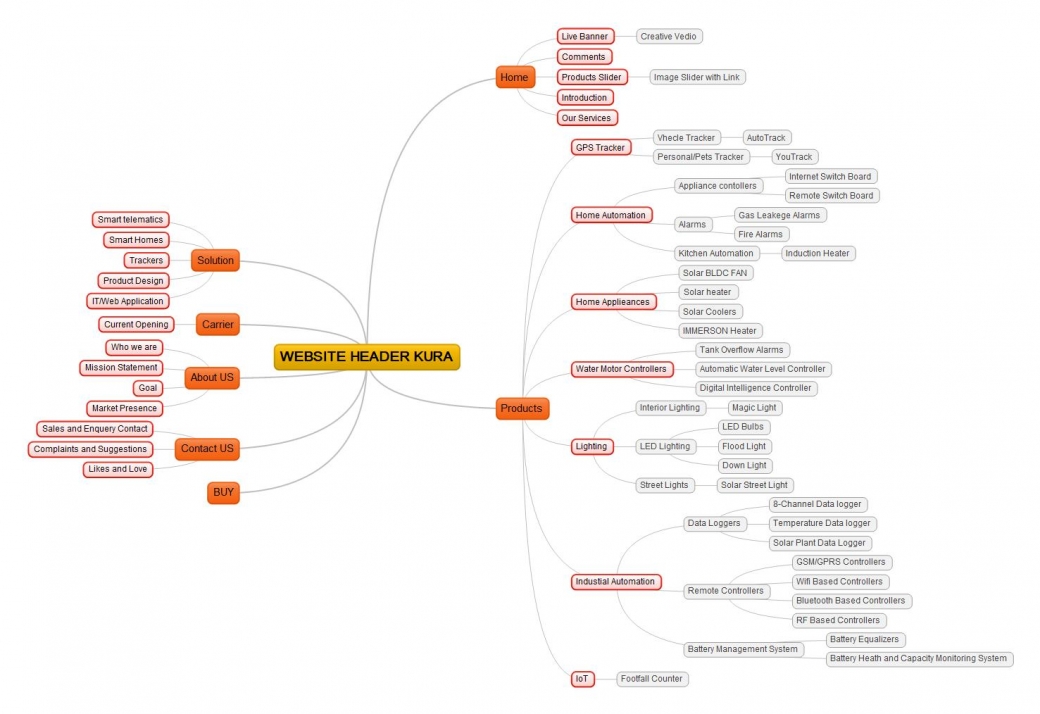 WEBSITE HEADER KURA
Home
Live Banner
Creative Vedio
Comments
Products Slider
Image Slider with Link
Introduction
Our Services
Products
GPS Tracker
Vhecle Tracker
AutoTrack
Personal/Pets Tracker
YouTrack
Home Automation
Appliance contollers
Internet Switch Board
Remote Switch Board
Alarms
Gas Leakege Alarms
Fire Alarms
Kitchen Automation
Induction Heater
Home Applieances
Solar BLDC FAN
Solar heater
Solar Coolers
IMMERSON Heater
Water Motor Controllers
Tank Overflow Alarms
Automatic Water Level Controller
Digital Intelligence Controller
Lighting
Interior Lighting
Magic Light
LED Lighting
LED Bulbs
Flood Light
Down Light
Street Lights
Solar Street Light
Industial Automation
Data Loggers
8-Channel Data logger
Temperature Data logger
Solar Plant Data Logger
Remote Controllers
GSM/GPRS Controllers
Wifi Based Controllers
Bluetooth Based Controllers
RF Based Controllers
Battery Management System
Battery Equalizers
Battery Heath and Capacity Monitoring System
IoT
Footfall Counter
Solution
Smart telematics
Smart Homes
Trackers
Product Design
IT/Web Application
Carrier
Current Opening
About US
Who we are
Mission Statement
Goal
Market Presence
Contact US
Sales and Enquery Contact
Complaints and Suggestions
Likes and Love
BUY